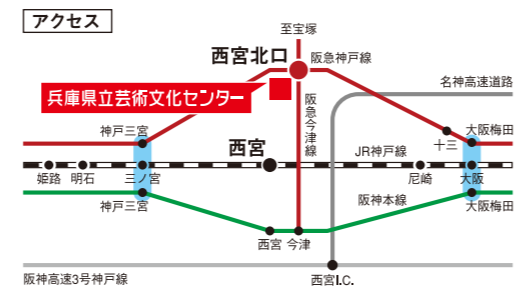 アクセス
至宝塚
西宮北口
阪急神戸線
名神高速道路
兵庫県立芸術文化センター
阪急今津線
神戸三宮
十三
大阪梅田
西宮
JR神戸線
姫路
明石
三ノ宮
尼崎
大阪
神戸三宮
阪神本線
大阪梅田
西宮
今津
阪神高速3号神戸線
西宮I.C.